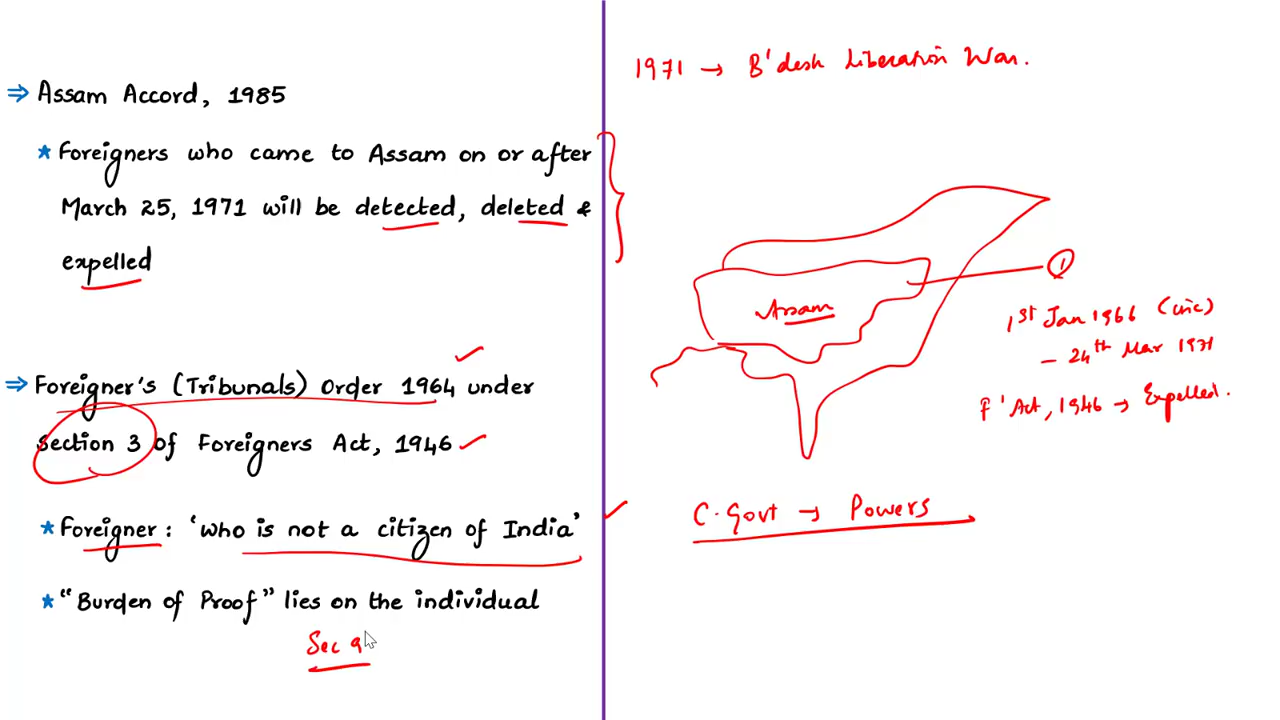 ⇒ Assam Accord, 1985
* Foreigners who came to Assam on or after
March 25, 1971 will be detected, deleted &
expelled
⇒ Foreigner's (Tribunals) Order 1964 under
Section 3 of Foreigners Act, 1946
* Foreigner: 'who is not a citizen of India'
* "Burden of Proof" lies on the individual
Sec 9
1971 → B'desh Liberation War.
Assam
1
1st Jan 1966
- 24th Mar 1971
F' Act, 1946 → Expelled.
C. Govt → Powers